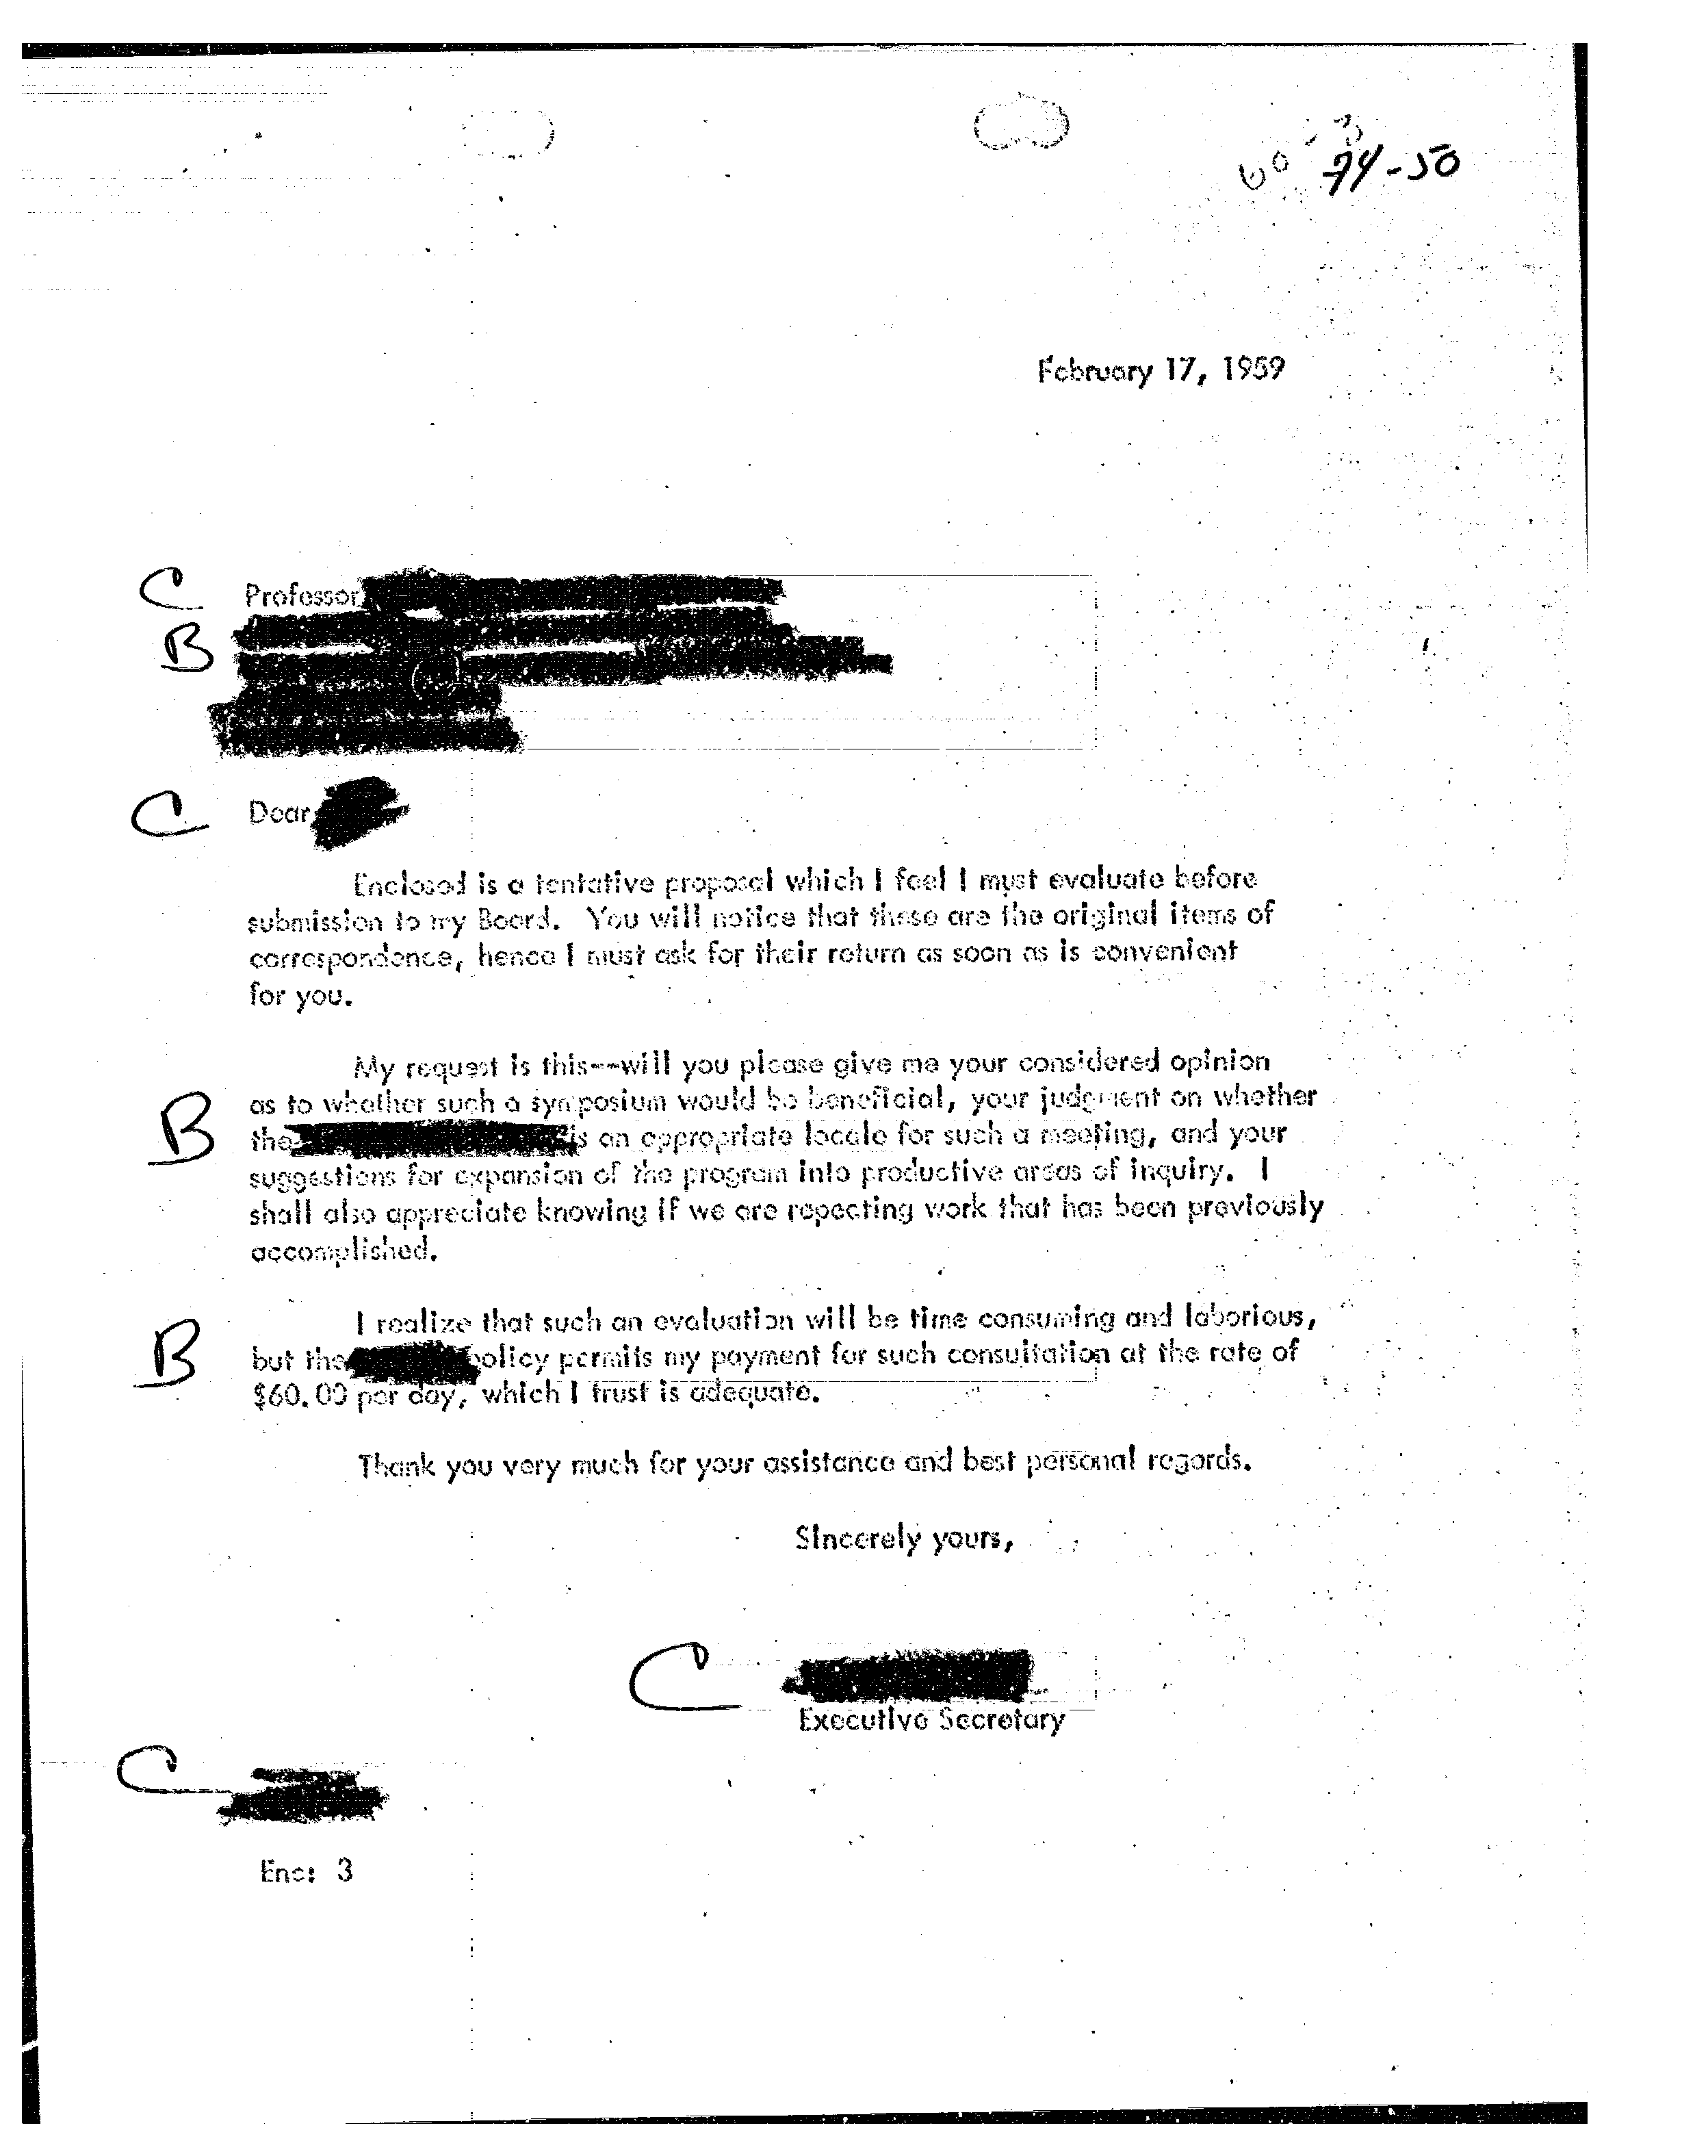 74-50
February 17, 1959
C Professor
B
C Dear
Enclosed is a tentative proposal which I feel I must evaluate before
submission to my Board. You will notice that these are the original items of
correspondence, hence I must ask for their return as soon as is convenient
for you.
My request is this--will you please give me your considered opinion
as to whether such a symposium would be beneficial, your judgment on whether
B the is an appropriate locale for such a meeting, and your
suggestions for expansion of the program into productive areas of inquiry. I
shall also appreciate knowing if we are repeating work that has been previously
accomplished.
I realize that such an evaluation will be time consuming and laborious,
B but the policy permits my payment for such consultation at the rate of
$60.00 per day, which I trust is adequate.
Thank you very much for your assistance and best personal regards.
Sincerely yours,
C
Executive Secretary
C
Enc: 3